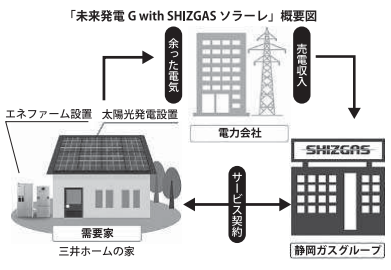 「未来発電 G with SHIZGAS ソラーレ」概要図
余った電気
売電収入
エネファーム設置
太陽光発電設置
電力会社
SHIZGAS
サービス契約
需要家
三井ホームの家
静岡ガスグループ